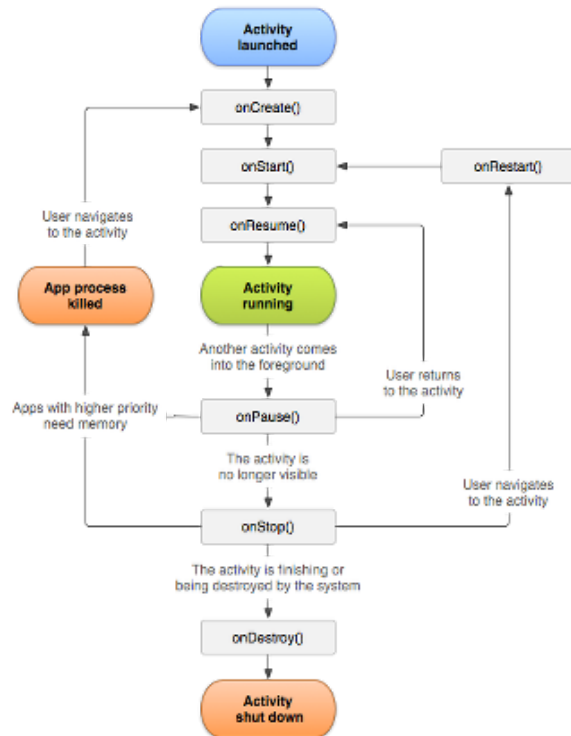 Activity
launched
onCreate()
onStart()
onRestart()
onResume()
User navigates
to the activity
App process
killed
Activity
running
Another activity comes
into the foreground
User returns
to the activity
Apps with higher priority
need memory
onPause()
The activity is
no longer visible
User navigates
to the activity
onStop()
The activity is finishing or
being destroyed by the system
onDestroy()
Activity
shut down